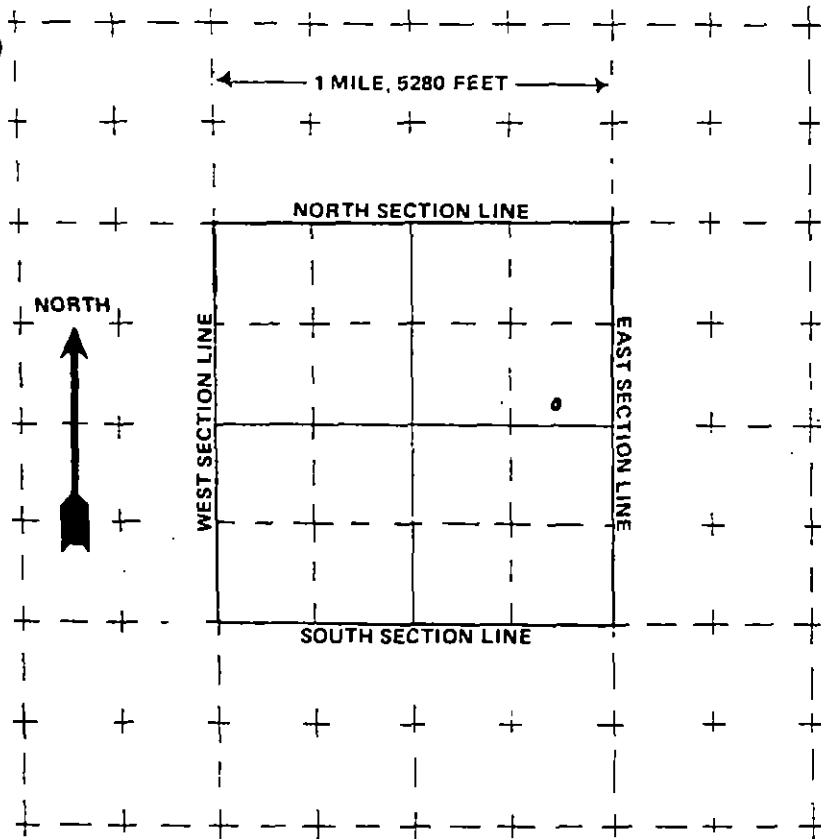 1 MILE, 5280 FEET
NORTH SECTION LINE
NORTH
WEST SECTION LINE
EAST SECTION LINE
SOUTH SECTION LINE